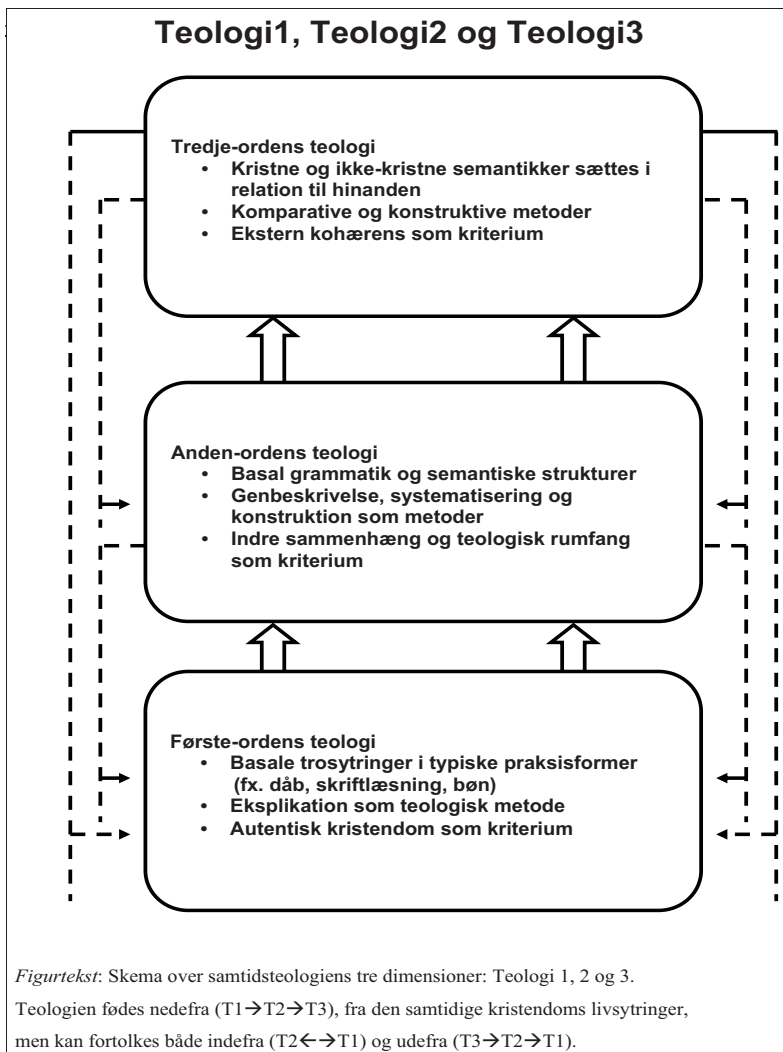 Teologi1, Teologi2 og Teologi3
Tredje-ordens teologi
• Kristne og ikke-kristne semantikker sættes i
relation til hinanden
• Komparative og konstruktive metoder
• Ekstern kohærens som kriterium
Anden-ordens teologi
• Basal grammatik og semantiske strukturer
• Genbeskrivelse, systematisering og
konstruktion som metoder
• Indre sammenhæng og teologisk rumfang
som kriterium
Første-ordens teologi
• Basale trosytringer i typiske praksisformer
(fx. dåb, skriftlæsning, bøn)
• Eksplikation som teologisk metode
• Autentisk kristendom som kriterium
Figurtekst: Skema over samtidsteologiens tre dimensioner: Teologi 1, 2 og 3.
Teologien fødes nedefra (T1→T2→T3), fra den samtidige kristendoms livsytringer,
men kan fortolkes både indefra (T2←→T1) og udefra (T3→T2→T1).